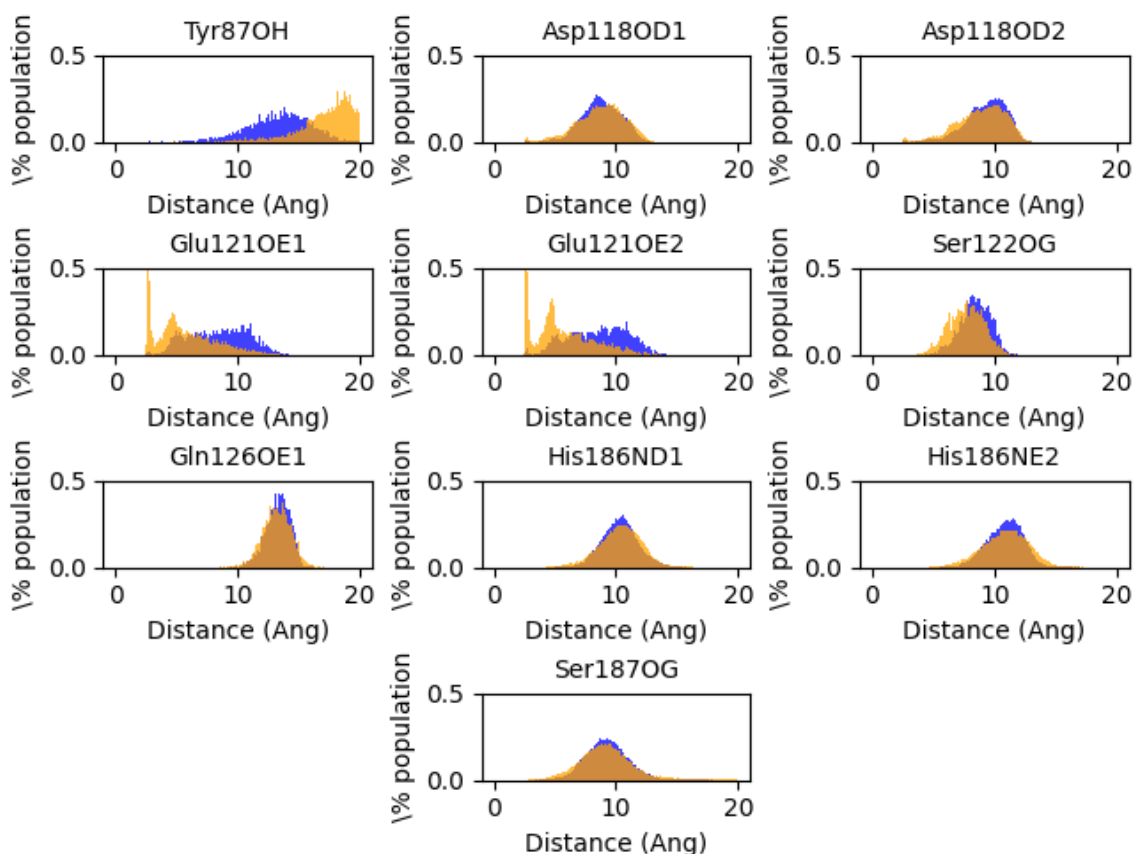 Tyr87OH
Asp118OD1
Asp118OD2
\% population
0.5
0.0
0
10
20
Distance (Ang)
\% population
0.5
0.0
0
10
20
Distance (Ang)
\% population
0.5
0.0
0
10
20
Distance (Ang)
Glu121OE1
Glu121OE2
Ser122OG
\% population
0.5
0.0
0
10
20
Distance (Ang)
\% population
0.5
0.0
0
10
20
Distance (Ang)
\% population
0.5
0.0
0
10
20
Distance (Ang)
Gln126OE1
His186ND1
His186NE2
\% population
0.5
0.0
0
10
20
Distance (Ang)
\% population
0.5
0.0
0
10
20
Distance (Ang)
\% population
0.5
0.0
0
10
20
Distance (Ang)
Ser187OG
\% population
0.5
0.0
0
10
20
Distance (Ang)